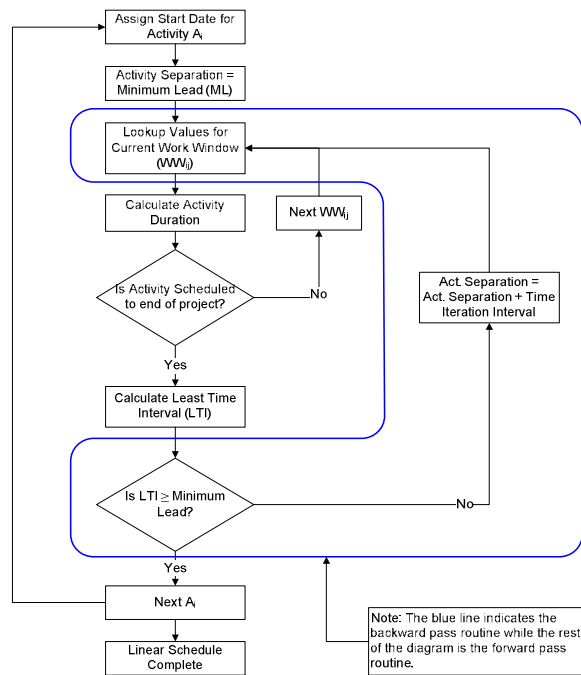 Assign Start Date for
Activity Ai
Activity Separation =
Minimum Lead (ML)
Lookup Values for
Current Work Window
(WWij)
Calculate Activity
Duration
Next WWij
Is Activity Scheduled
to end of project?
No
Act. Separation =
Act. Separation + Time
Iteration Interval
Yes
Calculate Least Time
Interval (LTI)
Is LTI ≥ Minimum
Lead?
No
Yes
Next Ai
Linear Schedule
Complete
Note: The blue line indicates the
backward pass routine while the rest
of the diagram is the forward pass
routine.